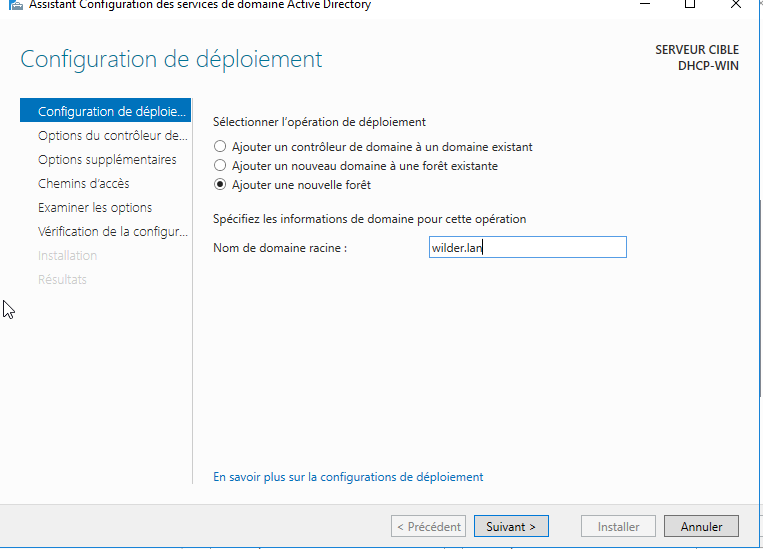 Assistant Configuration des services de domaine Active Directory
Configuration de déploiement
SERVEUR CIBLE
DHCP-WIN
Configuration de déploie...
Options du contrôleur de...
Options supplémentaires
Chemins d'accès
Examiner les options
Vérification de la configur...
Installation
Résultats
Sélectionner l'opération de déploiement
Ajouter un contrôleur de domaine à un domaine existant
Ajouter un nouveau domaine à une forêt existante
Ajouter une nouvelle forêt
Spécifiez les informations de domaine pour cette opération
Nom de domaine racine :
wilder.lan
En savoir plus sur la configurations de déploiement
< Précédent
Suivant >
Installer
Annuler